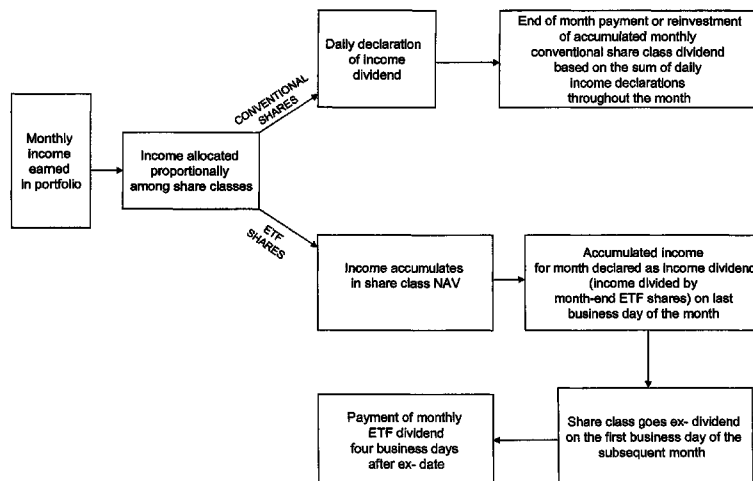 Monthly
income
earned
in portfolio
Income allocated
proportionally
among share classes
CONVENTIONAL
SHARES
Daily declaration
of income
dividend
End of month payment or reinvestment
of accumulated monthly
conventional share class dividend
based on the sum of daily
income declarations
throughout the month
ETF
SHARES
Income accumulates
in share class NAV
Accumulated income
for month declared as income dividend
(income divided by
month-end ETF shares) on last
business day of the month
Share class goes ex- dividend
on the first business day of the
subsequent month
Payment of monthly
ETF dividend
four business days
after ex- date